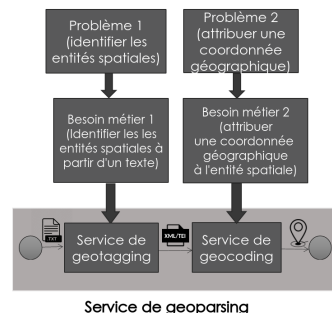 Problème 1
(identifier les
entités spatiales)
Problème 2
(attribuer une
coordonnée
géographique)
Besoin métier 1
(Identifier les les
entités spatiales à
partir d'un texte)
Besoin métier 2
(attribuer
une coordonnée
géographique
à l'entité spatiale)
TXT
Service de
geotagging
XML/TEI
Service de
geocoding
Service de geoparsing